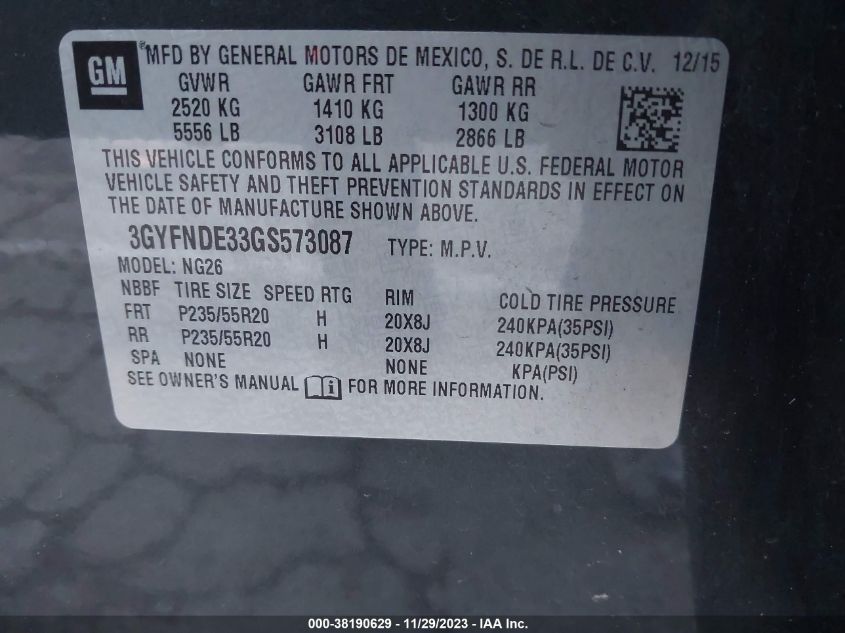 GM ® MFD BY GENERAL MOTORS DE MEXICO, S. DE R.L. DE C.V. 12/15
GVWR GAWR FRT GAWR RR
2520 KG 1410 KG 1300 KG
5556 LB 3108 LB 2866 LB
THIS VEHICLE CONFORMS TO ALL APPLICABLE U.S. FEDERAL MOTOR
VEHICLE SAFETY AND THEFT PREVENTION STANDARDS IN EFFECT ON
THE DATE OF MANUFACTURE SHOWN ABOVE.
3GYFNDE33GS573087 TYPE: M.P.V.
MODEL: NG26
NBBF TIRE SIZE SPEED RTG RIM COLD TIRE PRESSURE
FRT P235/55R20 H 20X8J 240KPA(35PSI)
RR P235/55R20 H 20X8J 240KPA(35PSI)
SPA NONE NONE KPA(PSI)
SEE OWNER'S MANUAL i FOR MORE INFORMATION.
000-38190629 - 11/29/2023 - IAA Inc.